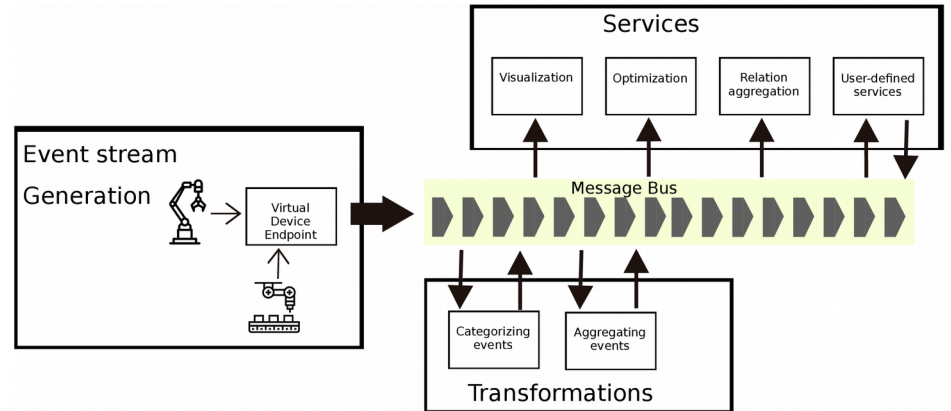 Services
Visualization
Optimization
Relation
aggregation
User-defined
services
Event stream
Generation
Virtual
Device
Endpoint
Message Bus
Categorizing
events
Aggregating
events
Transformations